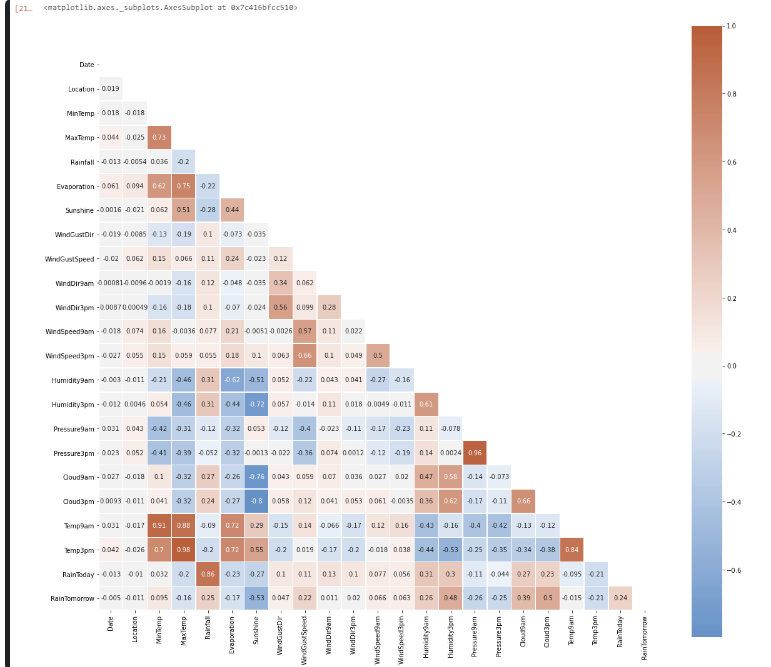 [21… <matplotlib.axes._subplots.AxesSubplot at 0x7c416bfcc510>
1.0
Date
Location 0.019
MinTemp 0.018 -0.018
0.8
MaxTemp 0.044 -0.025 0.73
Rainfall -0.013 -0.0054 0.036 -0.2
Evaporation 0.061 0.094 0.62 0.75 -0.22
0.6
Sunshine 0.0016 -0.021 0.062 0.51 -0.28 0.44
WindGustDir -0.019 -0.0085 -0.13 -0.19 0.1 -0.073 -0.035
0.4
WindGustSpeed -0.02 0.062 0.15 0.066 0.11 0.24 -0.023 0.12
WindDir9am 0.00081 -0.0096 -0.0019 -0.16 0.12 -0.048 -0.035 0.34 0.062
0.2
WindDir3pm 0.0087 0.00049 -0.16 -0.18 0.1 -0.07 -0.024 0.56 0.099 0.28
WindSpeed9am -0.018 0.074 0.16 -0.0036 0.077 0.21 -0.0051 -0.0026 0.57 0.11 0.022
WindSpeed3pm -0.027 0.055 0.15 0.059 0.055 0.18 0.1 0.063 0.66 0.1 0.049 0.5
0.0
Humidity9am -0.003 -0.011 -0.21 -0.46 0.31 -0.62 -0.51 0.052 -0.22 0.043 0.041 -0.27 -0.16
Humidity3pm -0.012 0.0046 0.054 -0.46 0.31 -0.44 -0.72 0.057 -0.014 0.11 0.018 -0.0049 -0.011 0.61
Pressure9am 0.031 0.043 -0.42 -0.31 -0.12 -0.32 0.053 -0.12 -0.4 -0.023 -0.11 -0.17 -0.23 0.11 -0.078
-0.2
Pressure3pm 0.023 0.052 -0.41 -0.39 -0.052 -0.32 -0.0013 -0.022 -0.36 0.074 0.0012 -0.12 -0.19 0.14 0.0024 0.96
Cloud9am 0.027 -0.018 0.1 -0.32 0.27 -0.26 -0.76 0.043 0.059 0.07 0.036 0.027 0.02 0.47 0.58 -0.14 -0.073
-0.4
Cloud3pm -0.0093 -0.011 0.041 -0.32 0.24 -0.27 -0.8 0.058 0.12 0.041 0.053 0.061 -0.0035 0.36 0.62 -0.17 -0.11 0.66
Temp9am 0.031 -0.017 0.91 0.88 -0.09 0.72 0.29 -0.15 0.14 -0.066 -0.17 0.12 0.16 -0.43 -0.16 -0.4 -0.42 -0.13 -0.12
Temp3pm 0.042 -0.026 0.7 0.98 -0.2 0.72 0.55 -0.2 0.019 -0.17 -0.2 -0.018 0.038 -0.44 -0.53 -0.25 -0.35 -0.34 -0.38 0.84
-0.6
RainToday -0.013 -0.01 0.032 -0.2 0.86 -0.23 -0.27 0.1 0.11 0.13 0.1 0.077 0.056 0.31 0.3 -0.11 -0.044 0.27 0.23 -0.095 -0.21
RainTomorrow -0.005 -0.011 0.095 -0.16 0.25 -0.17 -0.53 0.047 0.22 0.011 0.02 0.066 0.063 0.26 0.48 -0.26 -0.25 0.39 0.5 -0.015 -0.21 0.24
Date
Location
MinTemp
MaxTemp
Rainfall
Evaporation
Sunshine
WindGustDir
WindGustSpeed
WindDir9am
WindDir3pm
WindSpeed9am
WindSpeed3pm
Humidity9am
Humidity3pm
Pressure9am
Pressure3pm
Cloud9am
Cloud3pm
Temp9am
Temp3pm
RainToday
RainTomorrow